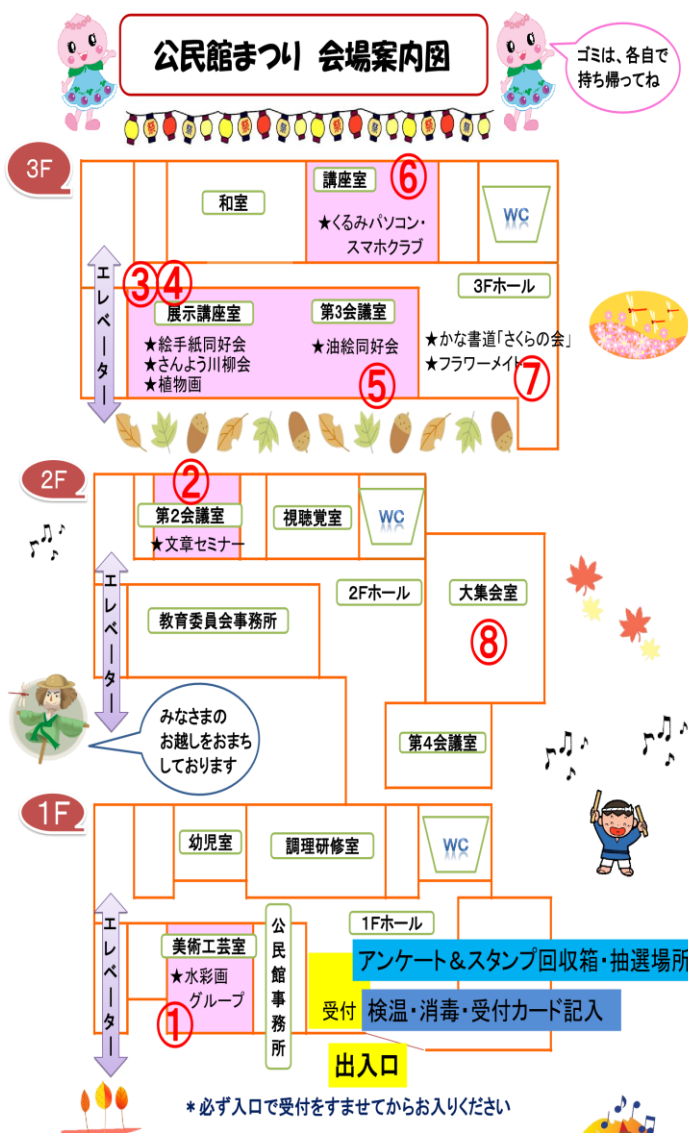 公民館まつり 会場案内図
ゴミは、各自で
持ち帰ってね
祭 祭 祭 祭 祭 祭 祭 祭
3F
和室
講座室
⑥
★くるみパソコン・
スマホクラブ
WC
エレベーター
③
④
3Fホール
展示講座室
★絵手紙同好会
★さんよう川柳会
★植物画
第3会議室
★油絵同好会
⑤
★かな書道「さくらの会」
★フラワーメイト
⑦
2F
②
第2会議室
★文章セミナー
視聴覚室
WC
エレベーター
2Fホール
大集会室
⑧
教育委員会事務所
第4会議室
みなさまの
お越しをおまち
しております
1F
幼児室
調理研修室
WC
エレベーター
美術工芸室
★水彩画
グループ
①
公民館事務所
1Fホール
アンケート＆スタンプ回収箱・抽選場所
受付
検温・消毒・受付カード記入
出入口
＊必ず入口で受付をすませてからお入りください